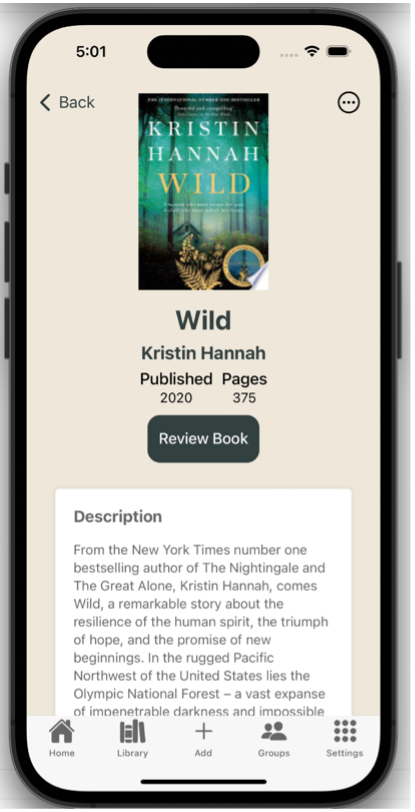 5:01
Back
THE INTERNATIONAL NUMBER ONE BESTSELLER
KRISTIN
HANNAH
WILD
Wild
Kristin Hannah
Published Pages
2020 375
Review Book
Description
From the New York Times number one
bestselling author of The Nightingale and
The Great Alone, Kristin Hannah, comes
Wild, a remarkable story about the
resilience of the human spirit, the triumph
of hope, and the promise of new
beginnings. In the rugged Pacific
Northwest of the United States lies the
Olympic National Forest – a vast expanse
of impenetrable darkness and impossible
Home Library Add Groups Settings